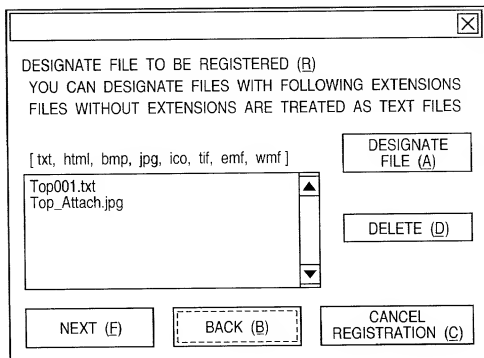 DESIGNATE FILE TO BE REGISTERED (R)
YOU CAN DESIGNATE FILES WITH FOLLOWING EXTENSIONS
FILES WITHOUT EXTENSIONS ARE TREATED AS TEXT FILES
[ txt, html, bmp, jpg, ico, tif, emf, wmf ]
DESIGNATE
FILE (A)
Top001.txt
Top_Attach.jpg
DELETE (D)
NEXT (F)
BACK (B)
CANCEL
REGISTRATION (C)